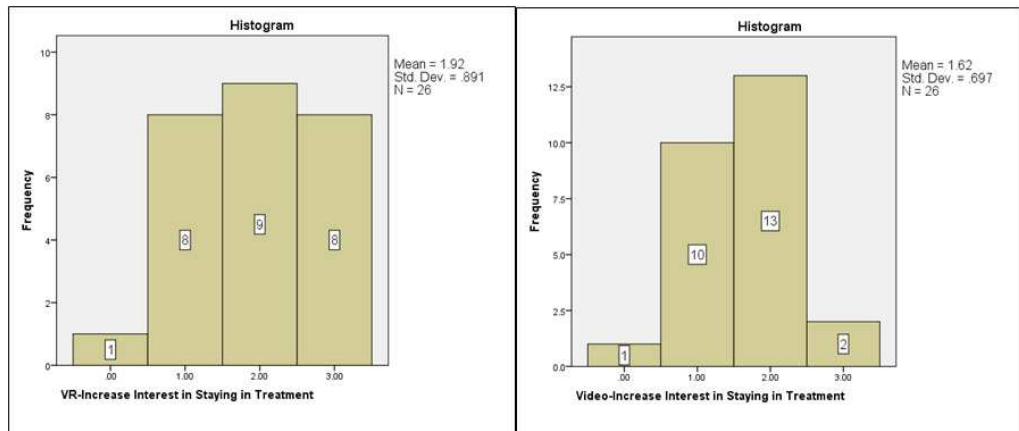 Histogram
Mean = 1.92
Std. Dev. = .891
N = 26
Frequency
10
8
6
4
2
0
1
8
9
8
.00
1.00
2.00
3.00
VR-Increase Interest in Staying in Treatment
Histogram
Mean = 1.62
Std. Dev. = .697
N = 26
Frequency
12.5
10.0
7.5
5.0
2.5
0.0
1
10
13
2
.00
1.00
2.00
3.00
Video-Increase Interest in Staying in Treatment